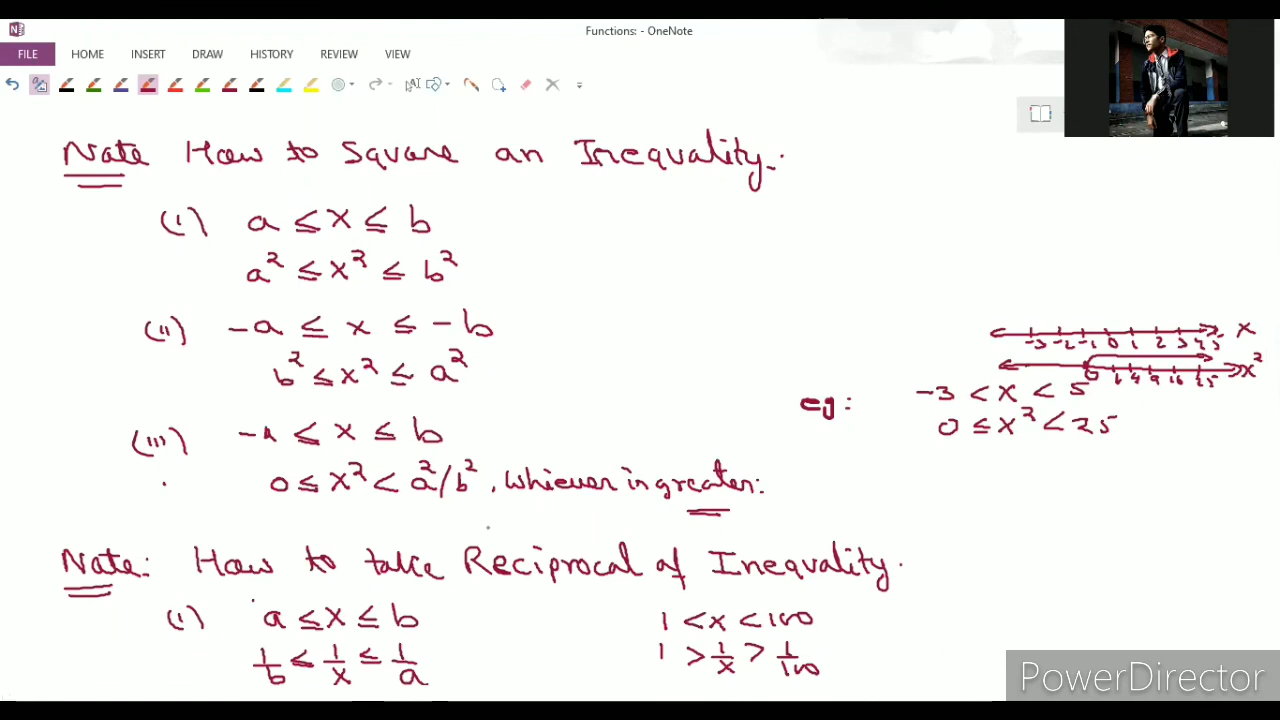 Functions: - OneNote
FILE HOME INSERT DRAW HISTORY REVIEW VIEW
Note How to Square an Inequality.
(i) a ≤ x ≤ b
a² ≤ x² ≤ b²
(ii) -a ≤ x ≤ -b
b² ≤ x² ≤ a²
(iii) -a ≤ x ≤ b
0 ≤ x² < a²/b², Whiever is greater:
-3 -2 -1 0 1 2 3 4 5 x
0 1 4 9 16 25 x²
eg: -3 < x < 5
0 ≤ x² < 25
Note: How to take Reciprocal of Inequality.
(i) a ≤ x ≤ b
1/b ≤ 1/x ≤ 1/a
1 < x < 100
1 > 1/x > 1/100
PowerDirector